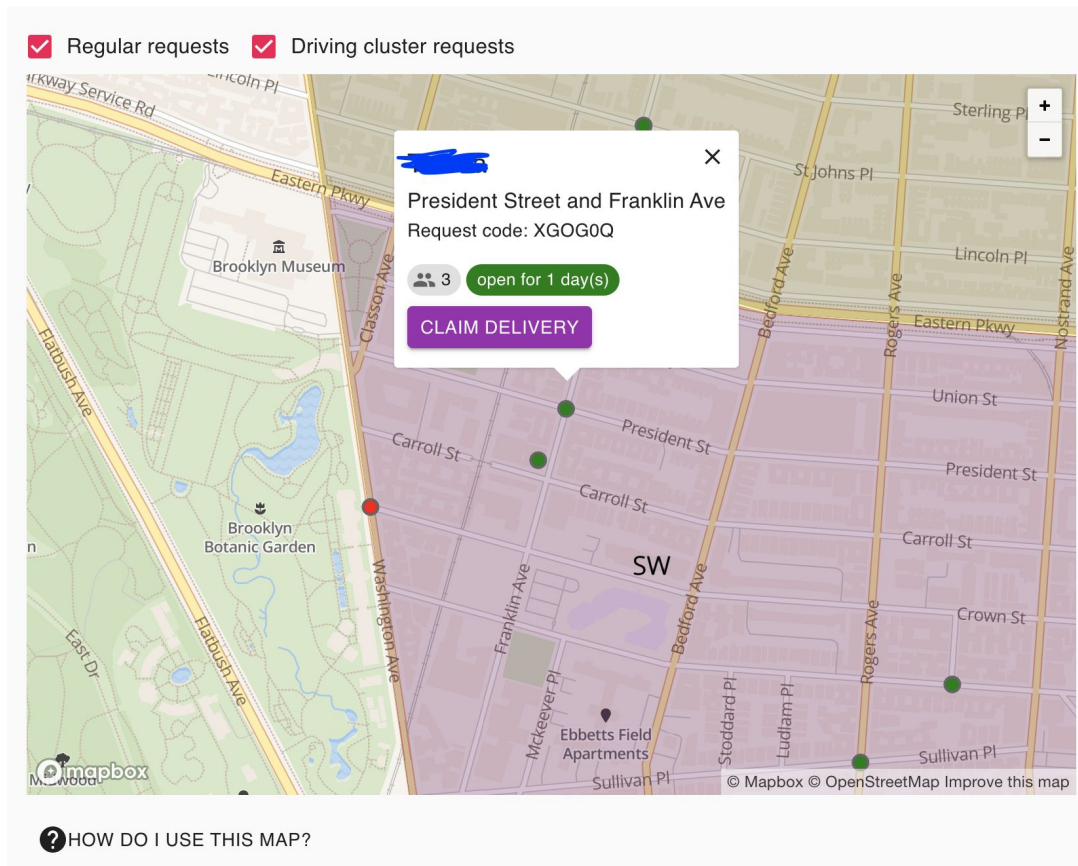 Regular requests Driving cluster requests
Lincoln Pl
Parkway Service Rd
Sterling Pl
+
−
St Johns Pl
Eastern Pkwy
President Street and Franklin Ave
Request code: XGOG0Q
3 open for 1 day(s)
CLAIM DELIVERY
Brooklyn Museum
Classon Ave
Lincoln Pl
Bedford Ave
Rogers Ave
Nostrand Ave
Eastern Pkwy
Flatbush Ave
Union St
President St
President St
Carroll St
Carroll St
Carroll St
Brooklyn
Botanic Garden
SW
Washington Ave
Franklin Ave
Bedford Ave
Rogers Ave
Crown St
Flatbush Ave
East Dr
Mckeever Pl
Stoddard Pl
Ludlam Pl
Ebbetts Field
Apartments
Sullivan Pl
Sullivan Pl
mapbox
© Mapbox © OpenStreetMap Improve this map
? HOW DO I USE THIS MAP?